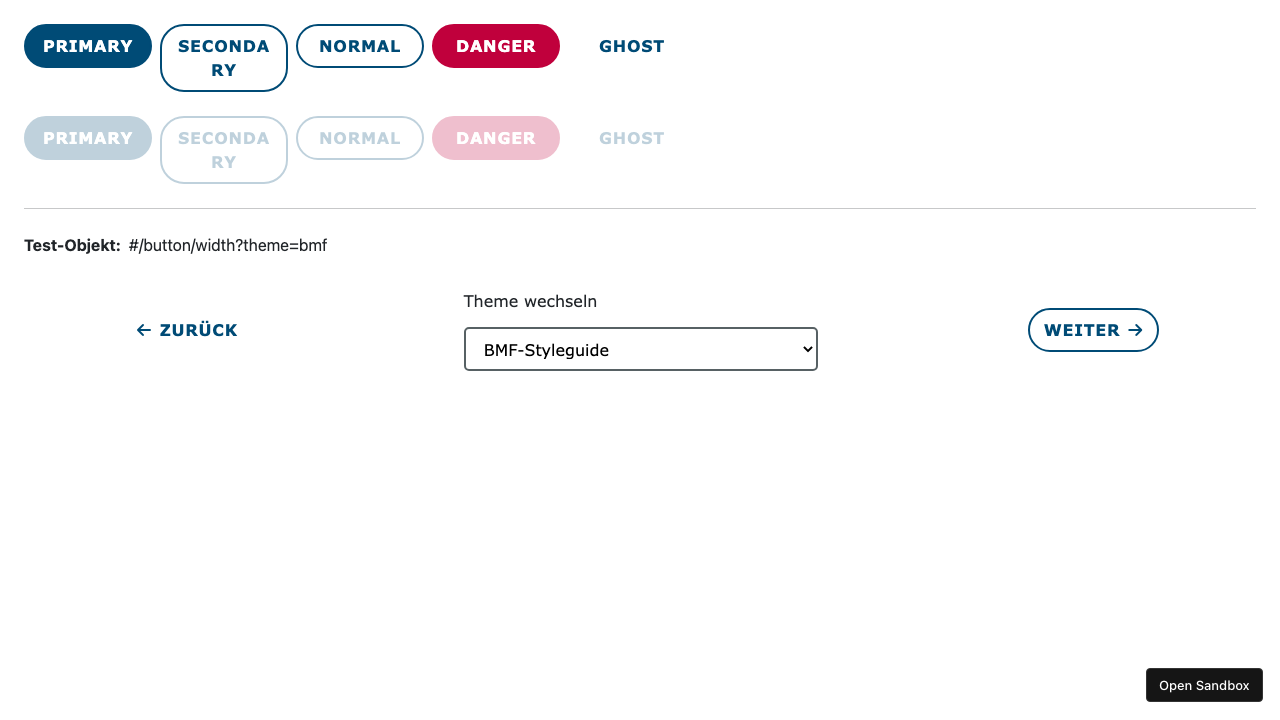 PRIMARY SECONDA NORMAL DANGER GHOST
RY
PRIMARY SECONDA NORMAL DANGER GHOST
RY
Test-Objekt: #/button/width?theme=bmf
Theme wechseln
← ZURÜCK BMF-Styleguide WEITER →
Open Sandbox